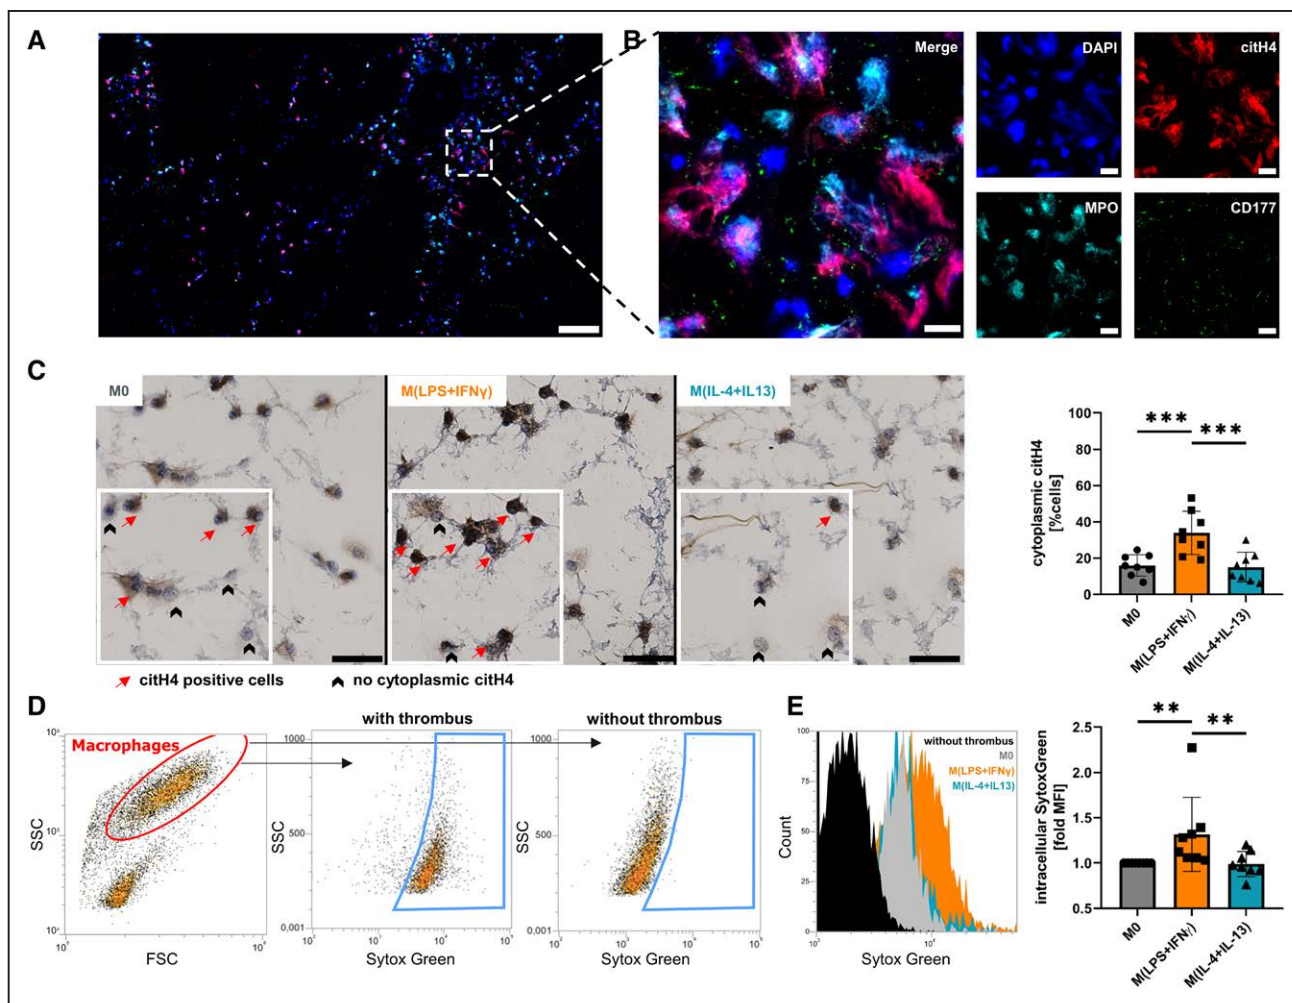 A
B
Merge
DAPI
citH4
MPO
CD177
C
M0
M(LPS+IFNγ)
M(IL-4+IL13)
citH4 positive cells
no cytoplasmic citH4
cytoplasmic citH4
[%cells]
100
80
60
40
20
0
*** ***
M0
M(LPS+IFNγ)
M(IL-4+IL-13)
D
with thrombus
without thrombus
Macrophages
SSC
FSC
SSC
1000
500
0,001
Sytox Green
SSC
1000
500
0,001
Sytox Green
E
without thrombus
M0
M(LPS+IFNγ)
M(IL-4+IL13)
Count
100
75
50
25
0
Sytox Green
intracellular SytoxGreen
[fold MFI]
2.5
2.0
1.5
1.0
0.5
** **
M0
M(LPS+IFNγ)
M(IL-4+IL-13)